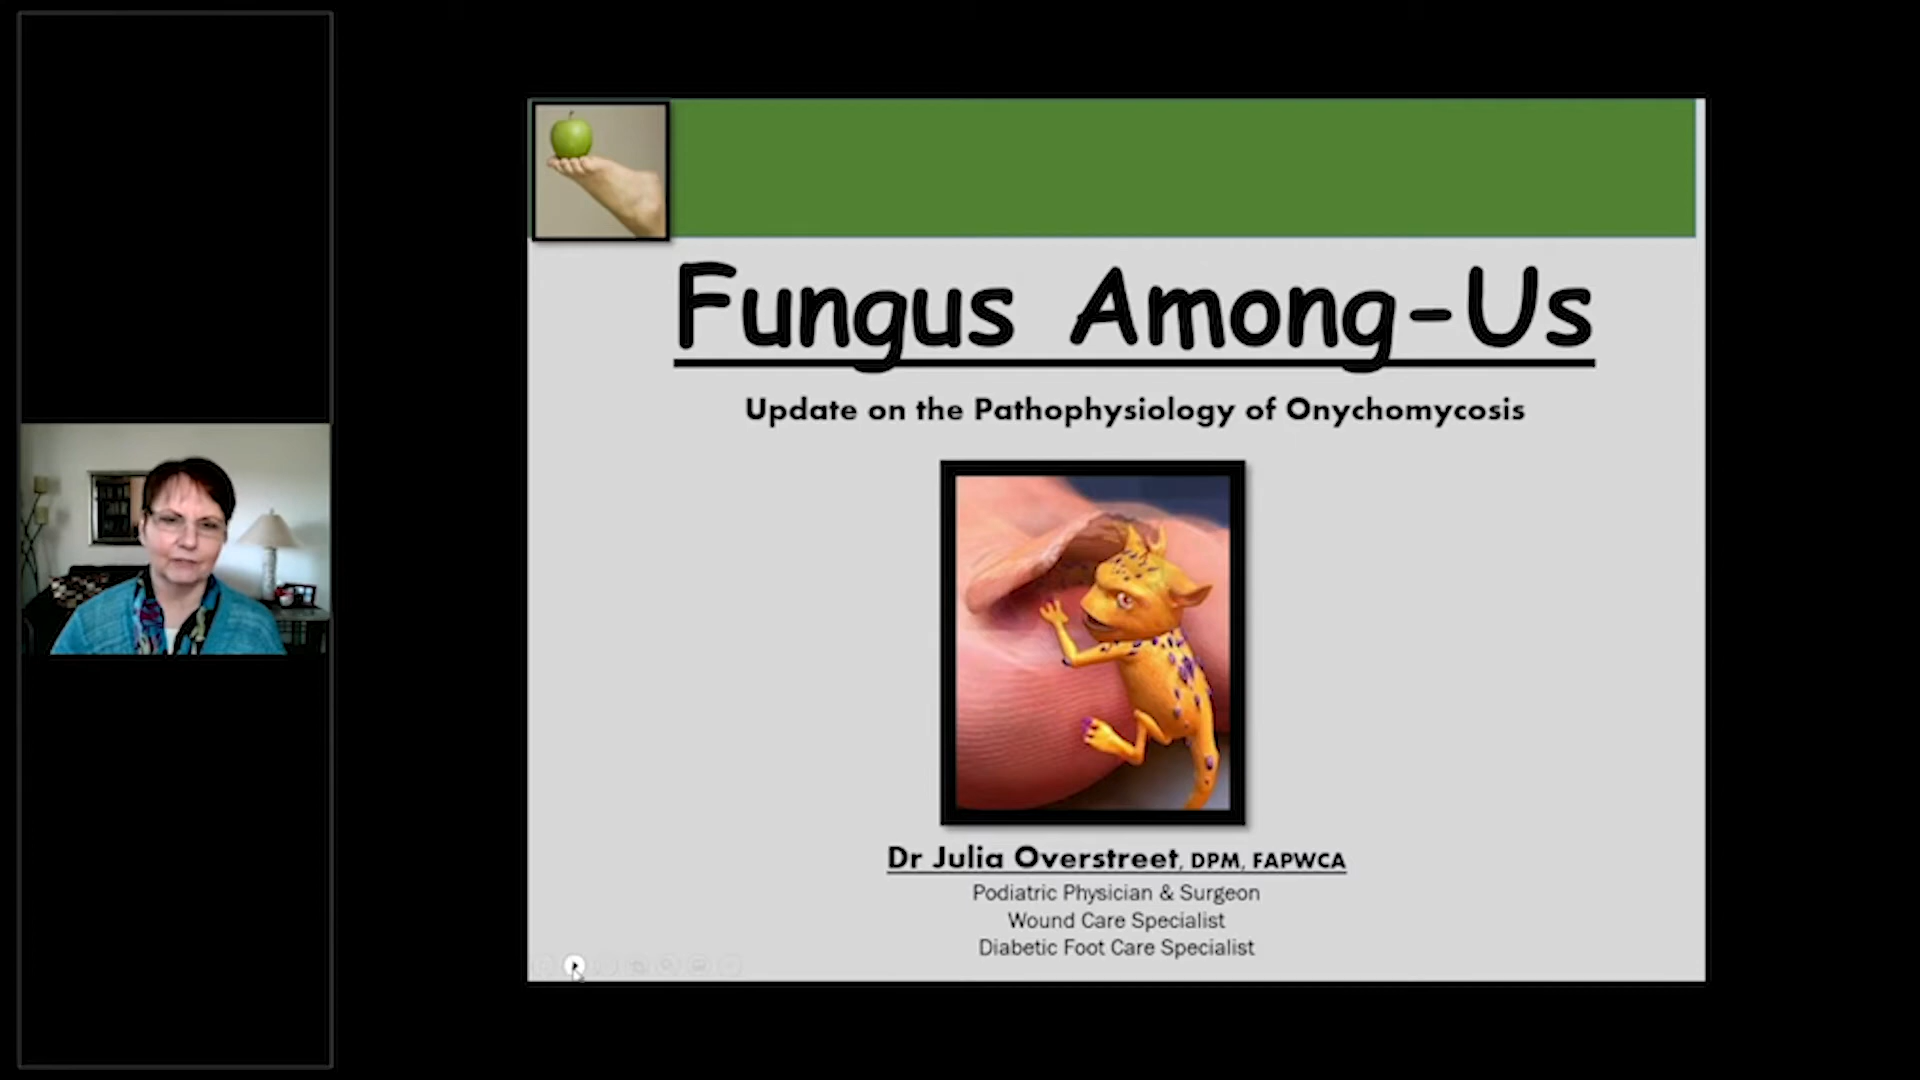 Fungus Among-Us
Update on the Pathophysiology of Onychomycosis
Dr Julia Overstreet, DPM, FAPWCA
Podiatric Physician & Surgeon
Wound Care Specialist
Diabetic Foot Care Specialist